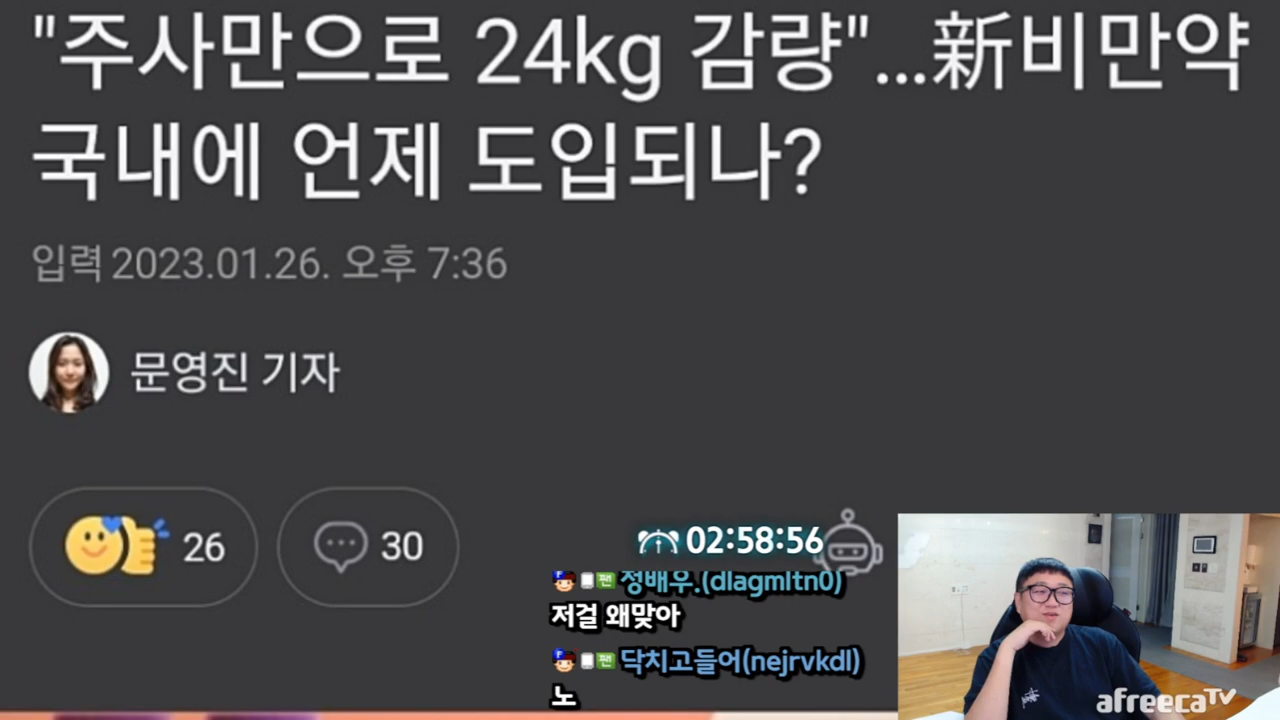 "주사만으로 24kg 감량"...新비만약
국내에 언제 도입되나?
입력 2023.01.26. 오후 7:36
문영진 기자
26
30
02:58:56
팬 정배우.(dlagmltn0)
저걸 왜맞아
팬 닥치고들어(nejrvkdl)
노
afreecaTV